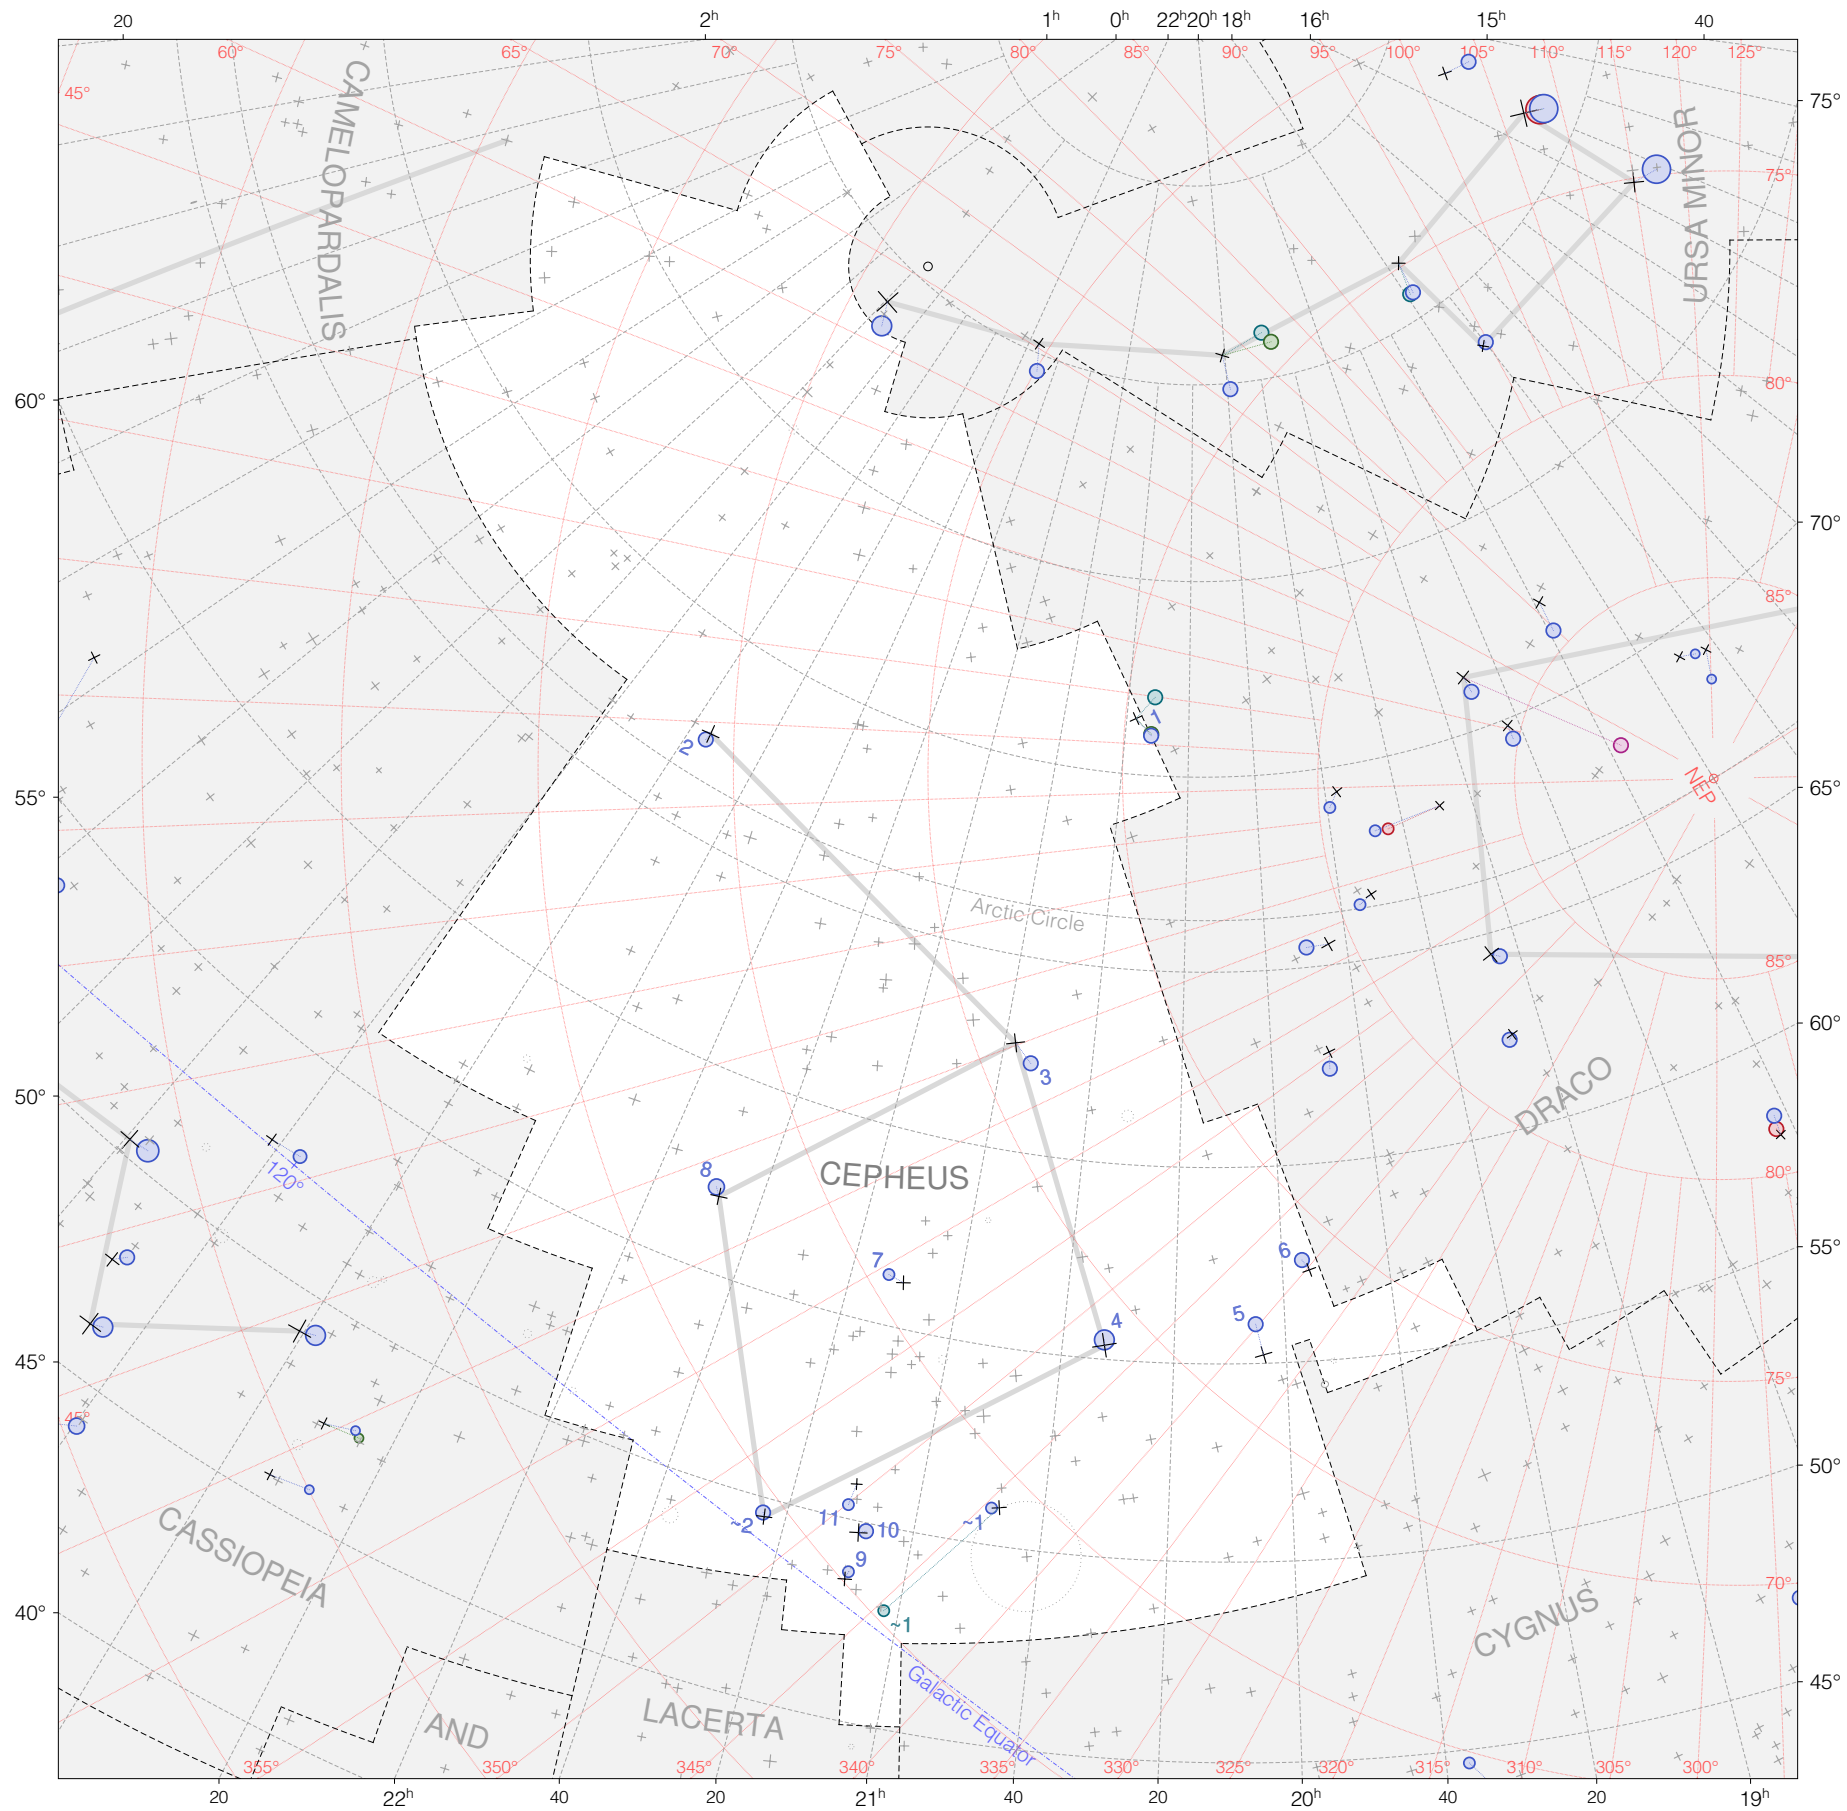 20 2h 1h 0h 22h 20h 18h 16h 15h 40
60° 65° 70° 75° 80° 85° 90° 95° 100° 105° 110° 115° 120° 125°
45°
75°
CAMELOPARDALIS
URSA MINOR
75°
80°
60°
70°
85°
1
2
NEP
55°
65°
Arctic Circle
85°
60°
3
50°
DRACO
120°
8
CEPHEUS
80°
7
6
55°
5
4
45°
75°
45°
50°
CASSIOPEIA
~2
11
10
~1
9
70°
40°
~1
CYGNUS
Galactic Equator
LACERTA
AND
45°
355° 350° 345° 340° 335° 330° 325° 320° 315° 310° 305° 300°
20 22h 40 20 21h 40 20 20h 40 20 19h